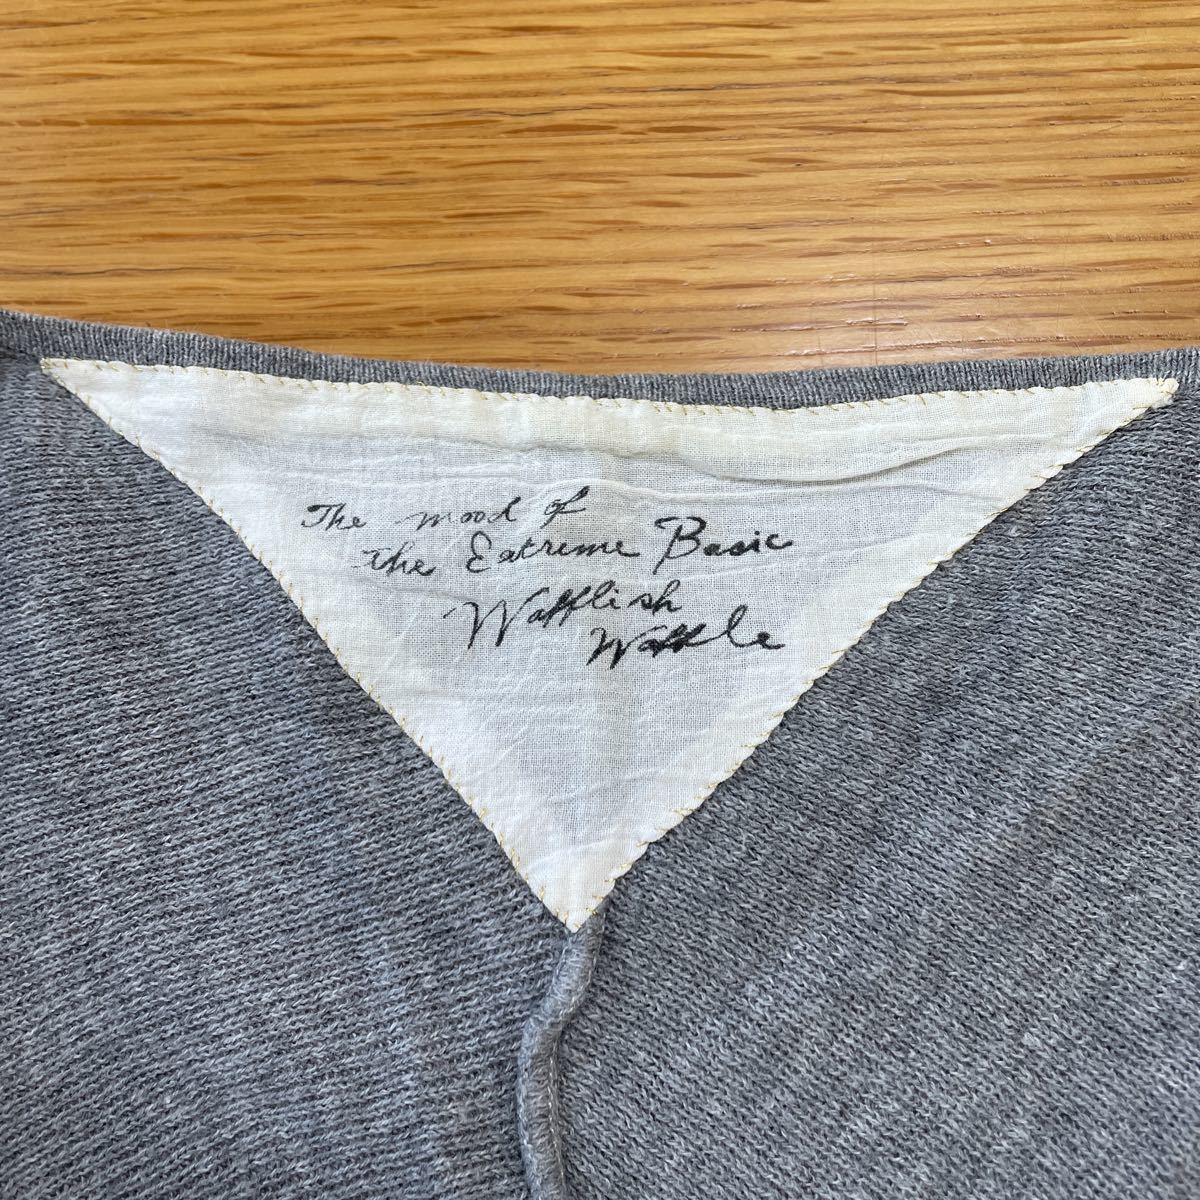 The mood of
the Extreme Basic
Wafflish
Waffle